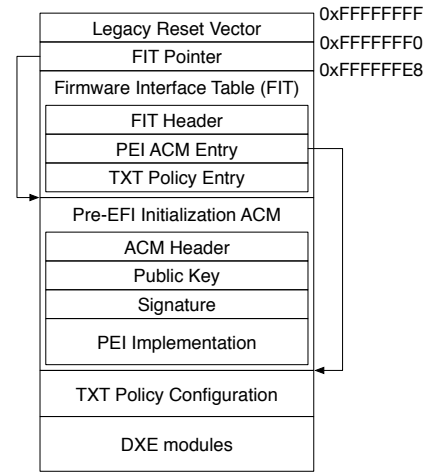 Legacy Reset Vector
0xFFFFFFFF
FIT Pointer
0xFFFFFFF0
Firmware Interface Table (FIT)
0xFFFFFFE8
FIT Header
PEI ACM Entry
TXT Policy Entry
Pre-EFI Initialization ACM
ACM Header
Public Key
Signature
PEI Implementation
TXT Policy Configuration
DXE modules